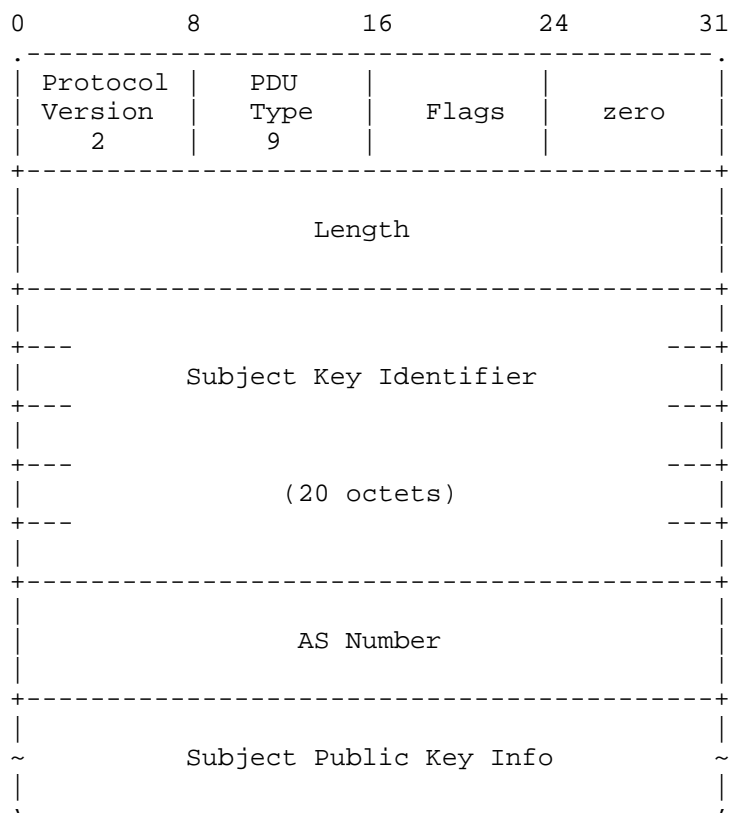 0 8 16 24 31
Protocol PDU
Version Type Flags zero
2 9
Length
Subject Key Identifier
(20 octets)
AS Number
~ Subject Public Key Info ~